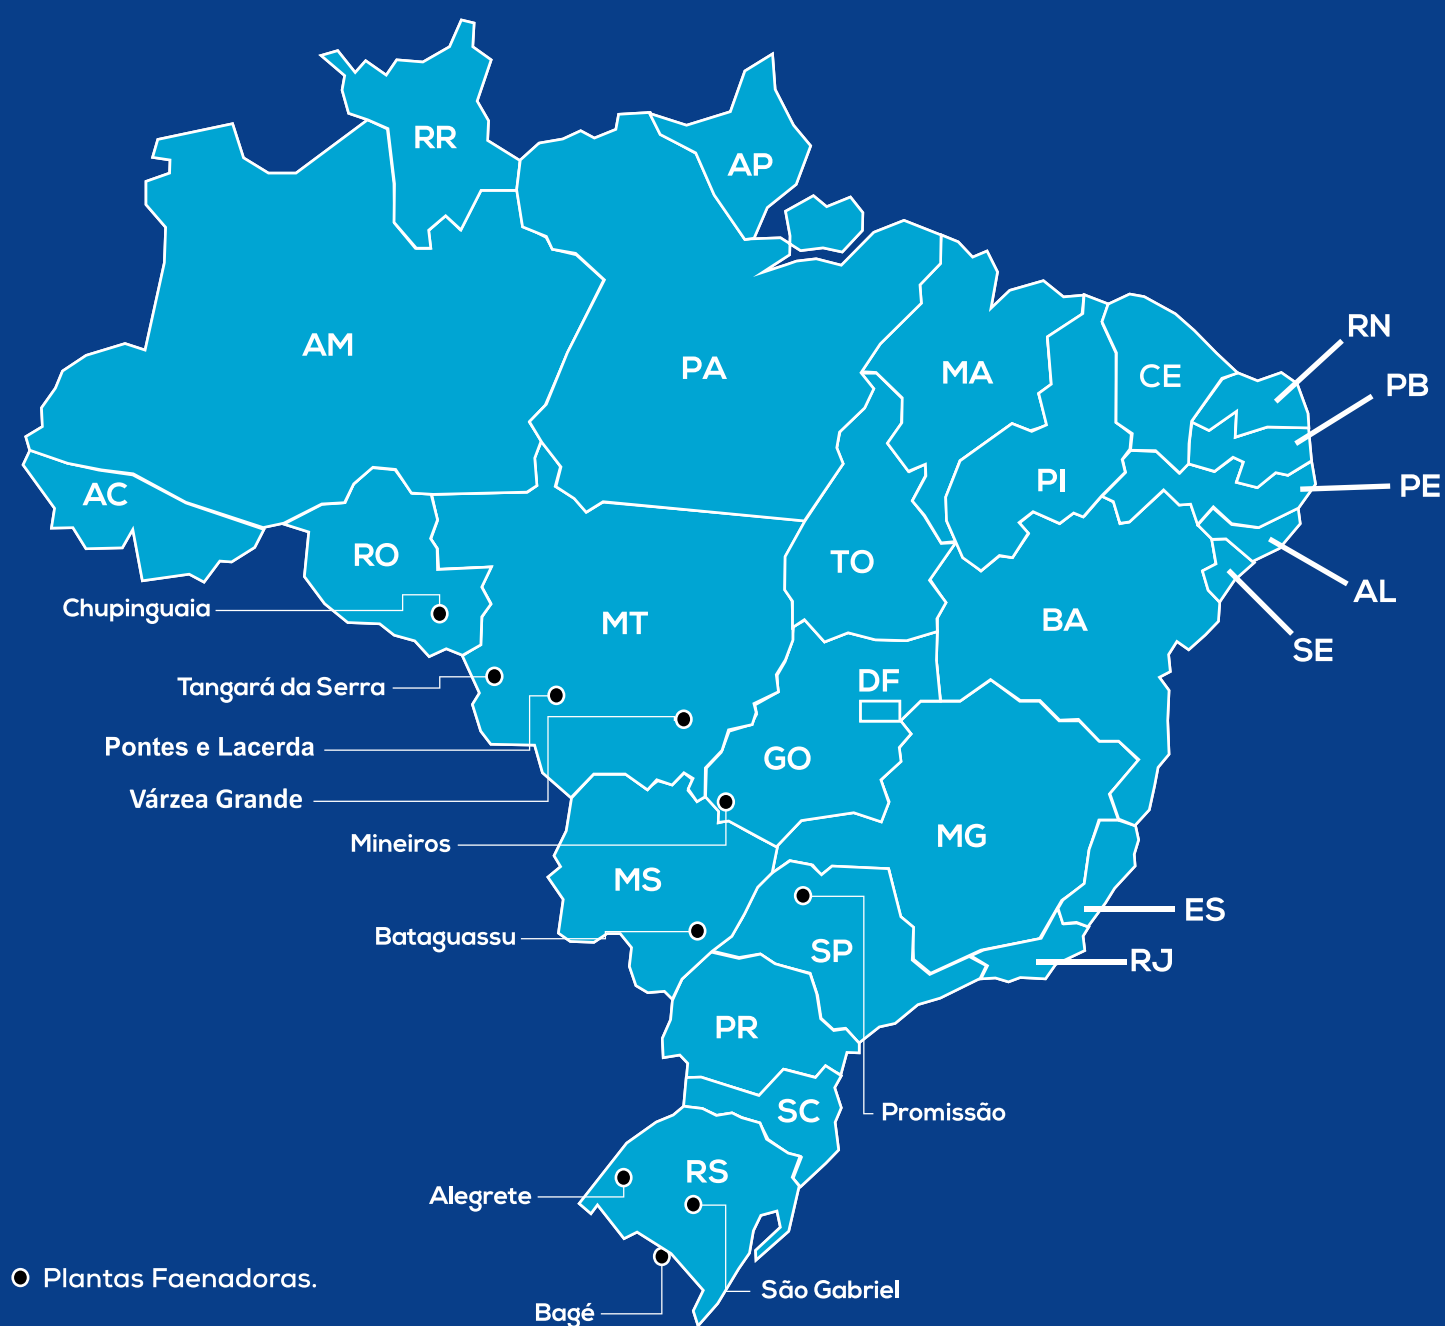 RR
AP
AM
PA
MA
CE
RN
PB
PI
PE
AC
RO
TO
AL
Chupinguaia
MT
BA
SE
Tangará da Serra
DF
Pontes e Lacerda
GO
Várzea Grande
Mineiros
MG
MS
ES
Bataguassu
SP
RJ
PR
SC
Promissão
RS
Alegrete
Plantas Faenadoras.
São Gabriel
Bagé